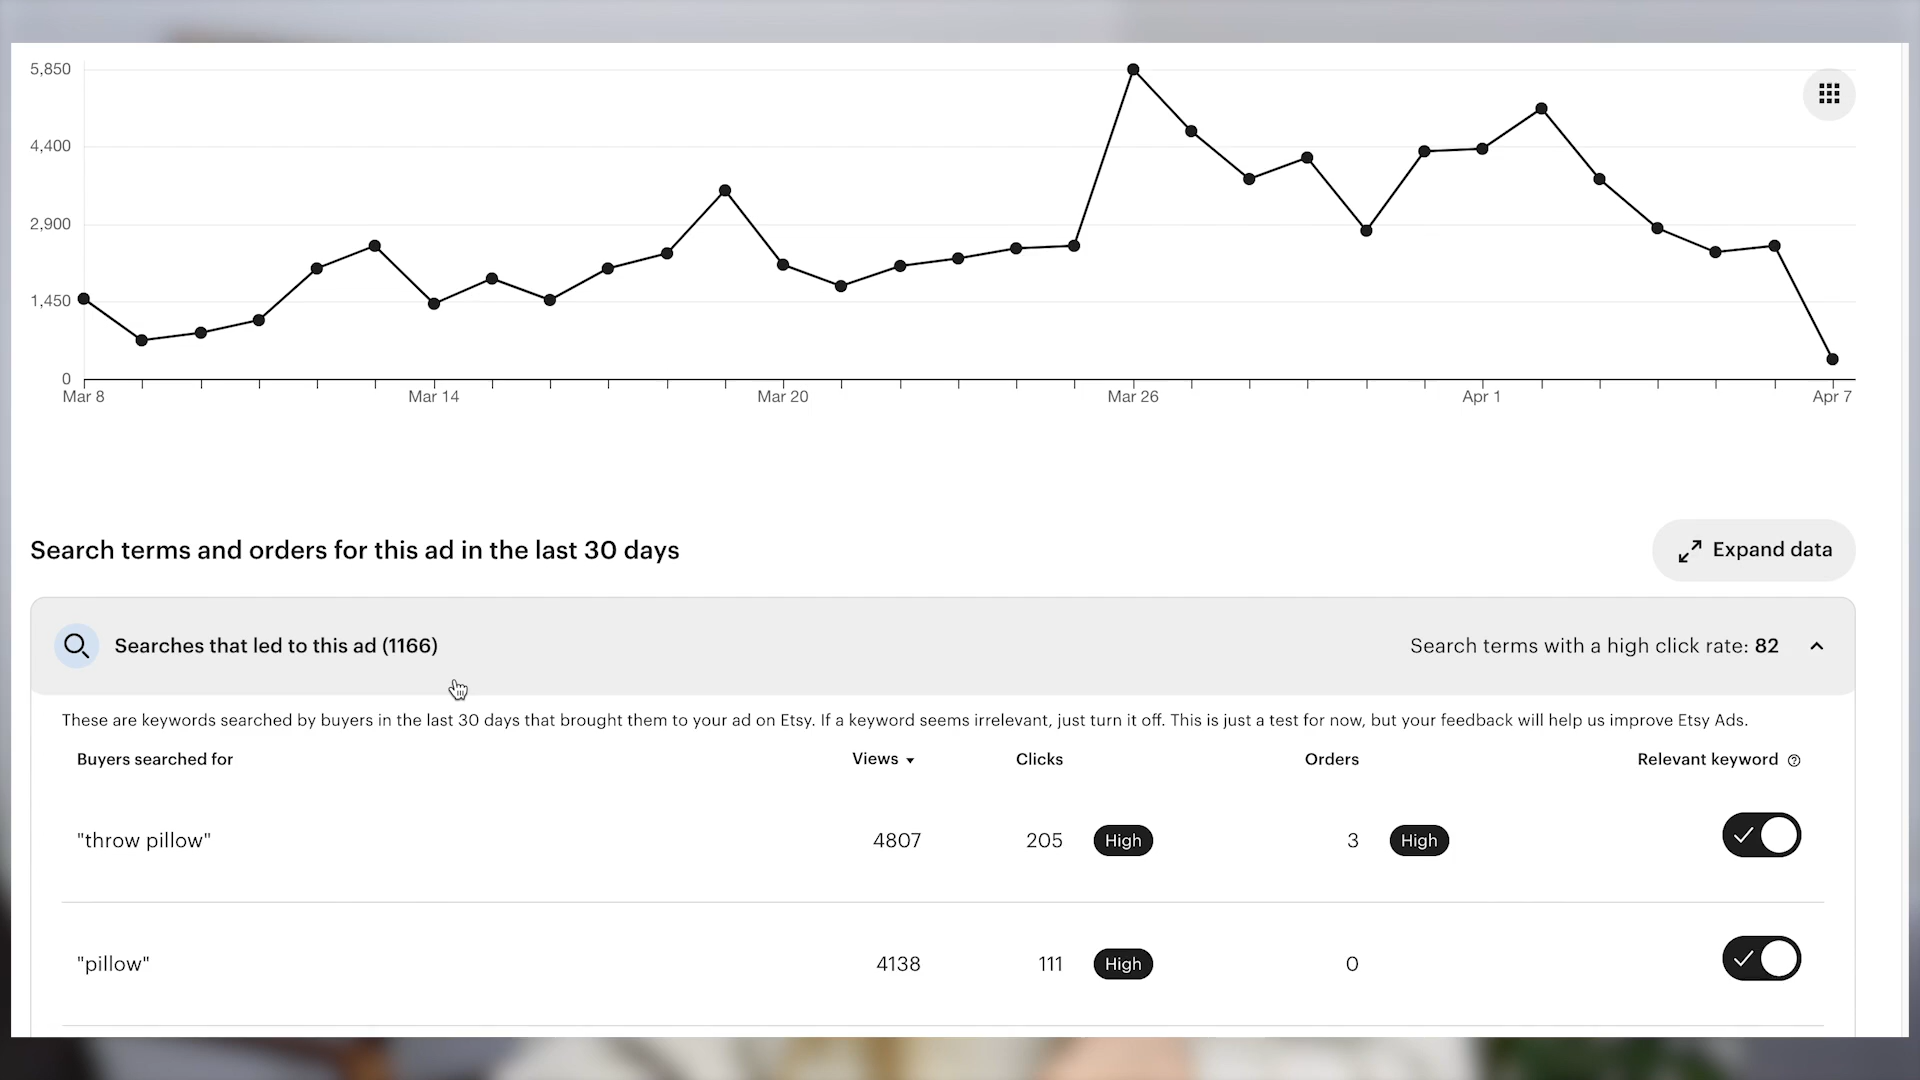 5,850
4,400
2,900
1,450
0
Mar 8 Mar 14 Mar 20 Mar 26 Apr 1 Apr 7
Search terms and orders for this ad in the last 30 days
Expand data
Searches that led to this ad (1166)
Search terms with a high click rate: 82
These are keywords searched by buyers in the last 30 days that brought them to your ad on Etsy. If a keyword seems irrelevant, just turn it off. This is just a test for now, but your feedback will help us improve Etsy Ads.
Buyers searched for Views Clicks Orders Relevant keyword ?
"throw pillow" 4807 205 High 3 High
"pillow" 4138 111 High 0